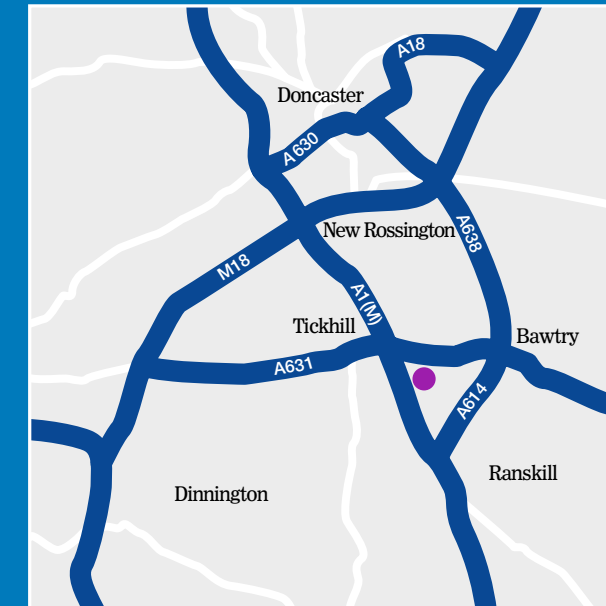 A18
Doncaster
A630
New Rossington
A638
M18
A1(M)
Tickhill
Bawtry
A631
A614
Ranskill
Dinnington